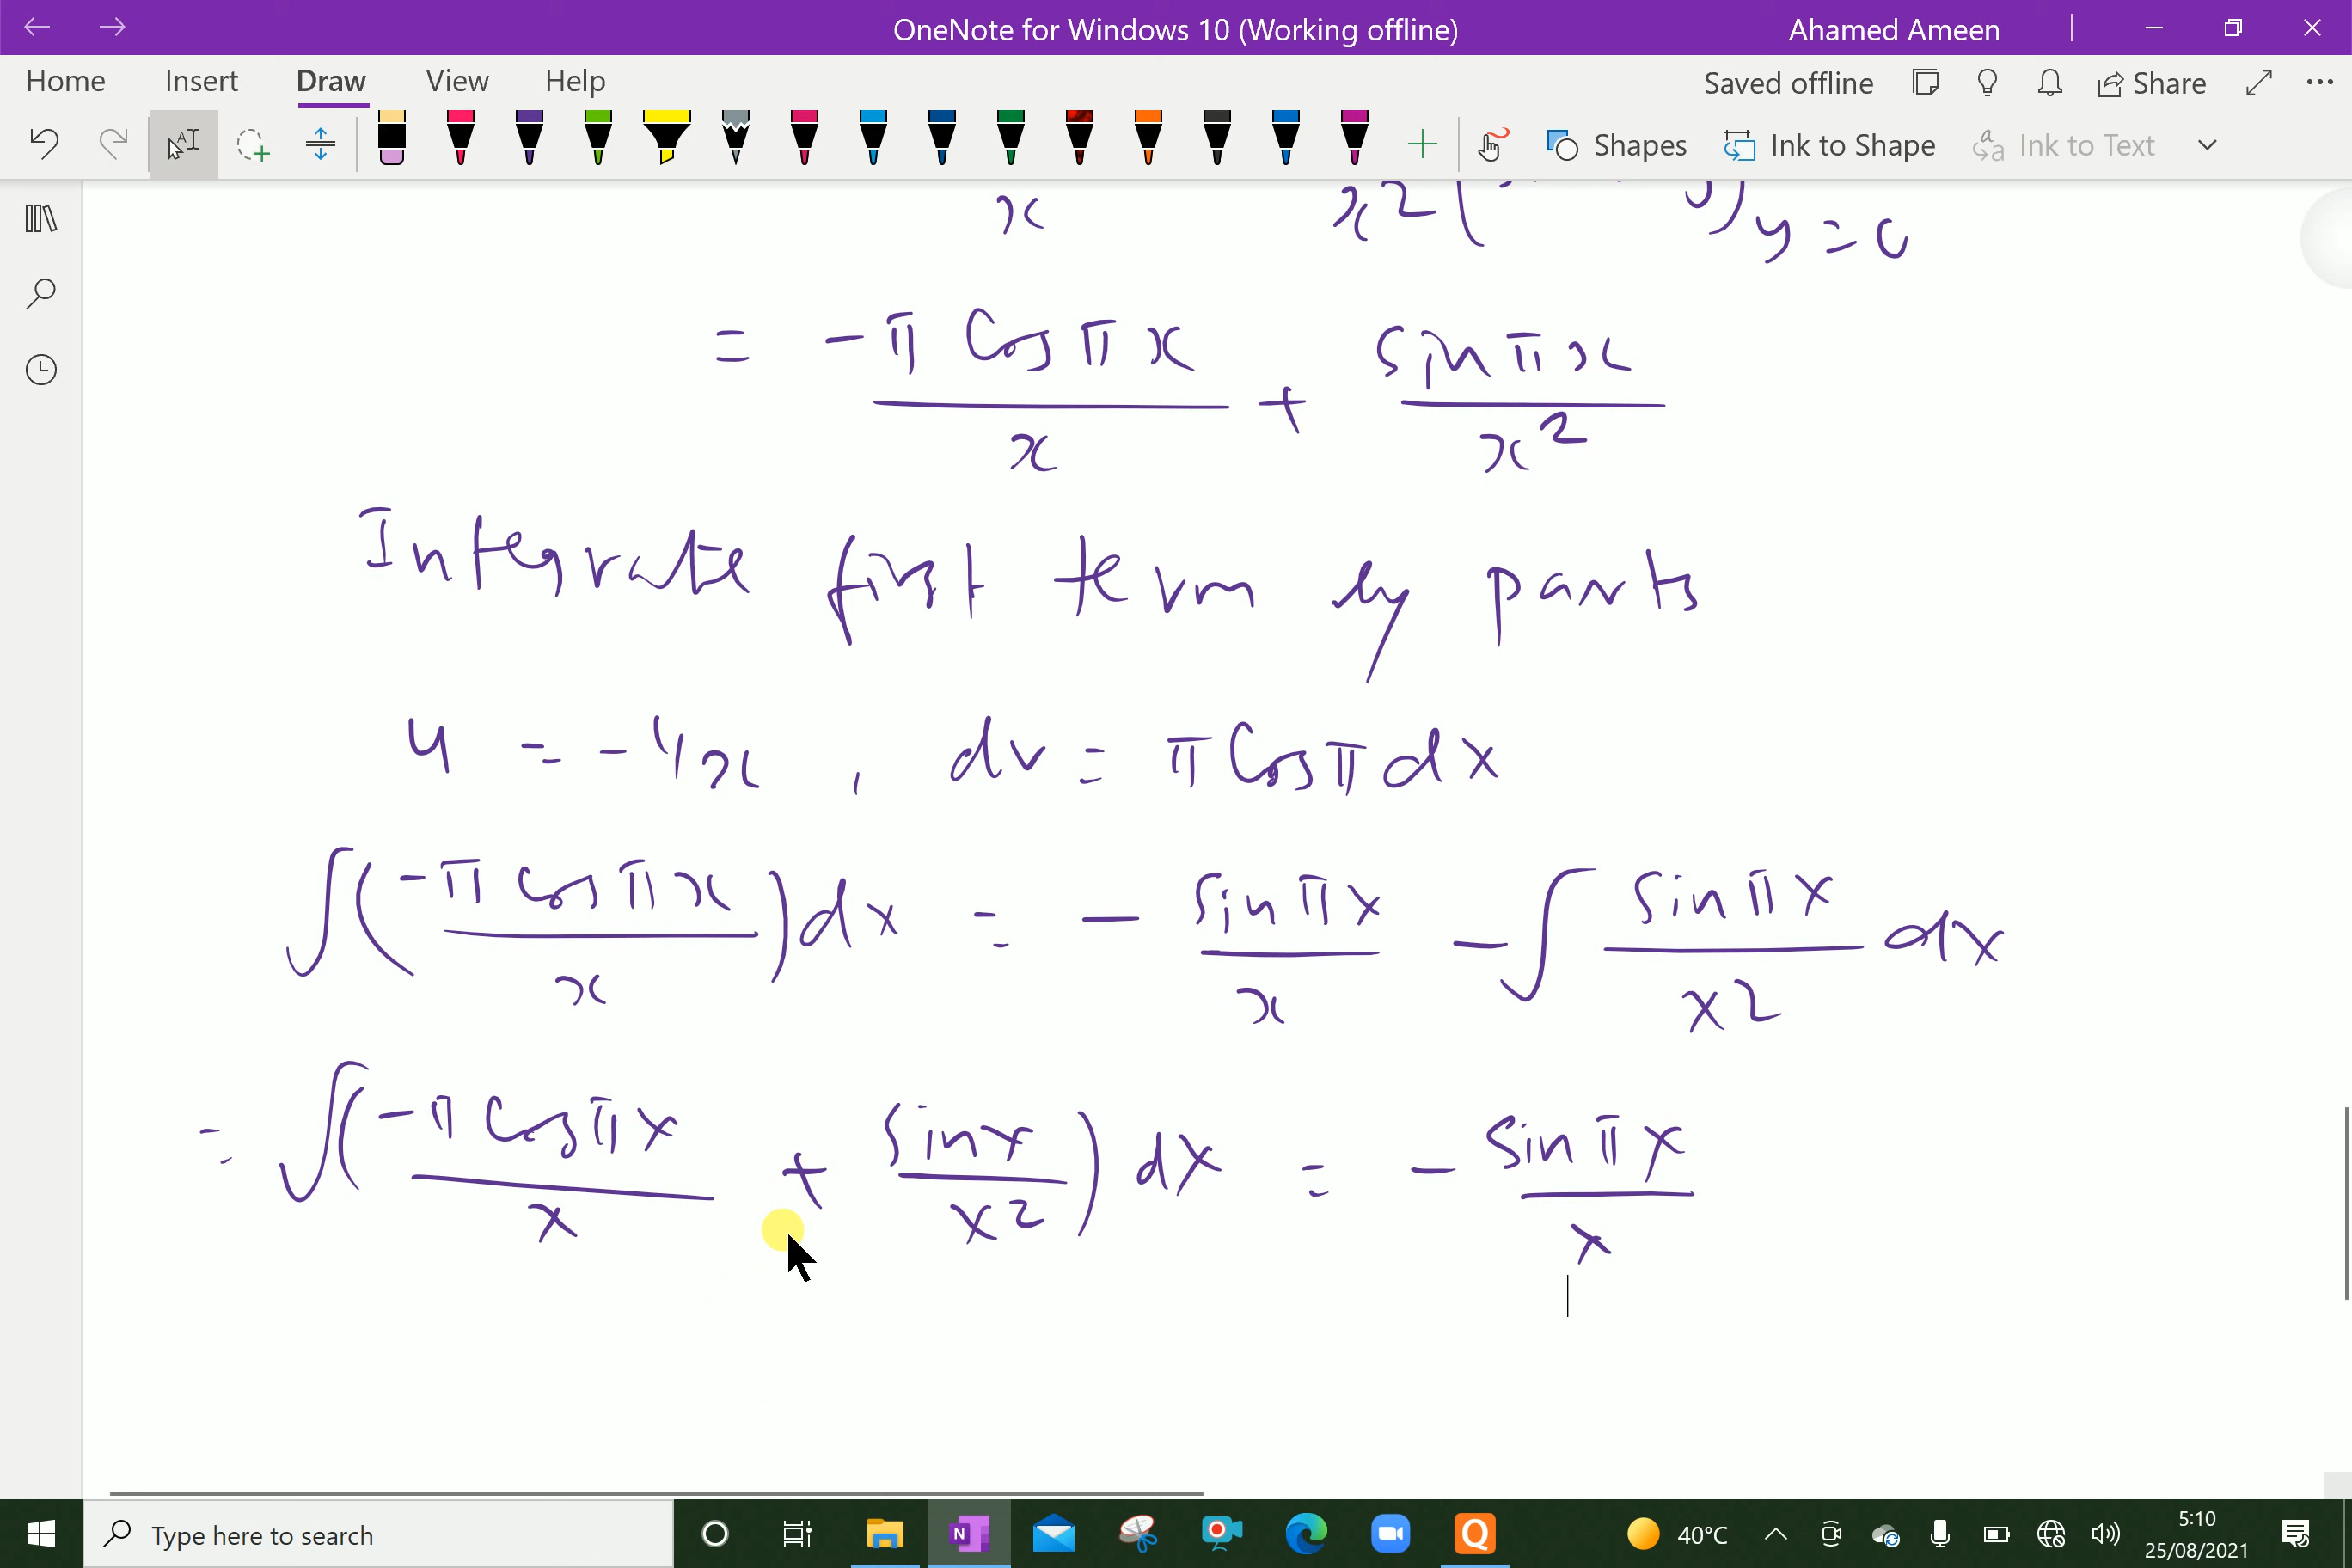 OneNote for Windows 10 (Working offline) Ahamed Ameen
Home Insert Draw View Help Saved offline Share
Shapes Ink to Shape Ink to Text
x x2 y = 0
= -π Cos πx / x + sin πx / x²
Integrate first term by parts
u = -1/x , dv = π Cos π dx
∫(-π cos πx / x) dx = - sin πx / x - ∫ sin πx / x2 dx
= ∫(-π Cos πx / x + sin x / x2) dx = - sin πx / x
Type here to search 40°C 5:10
25/08/2021